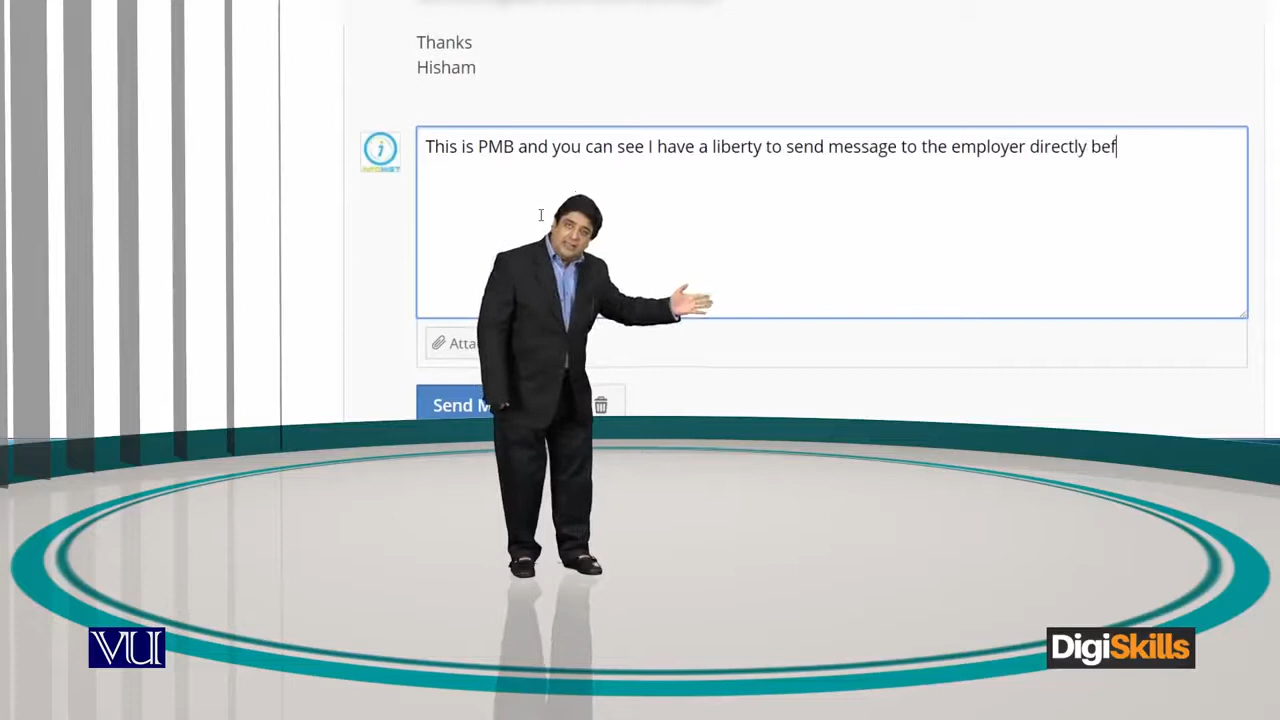 Thanks
Hisham
This is PMB and you can see I have a liberty to send message to the employer directly bef
Atta
Send M
VU
DigiSkills